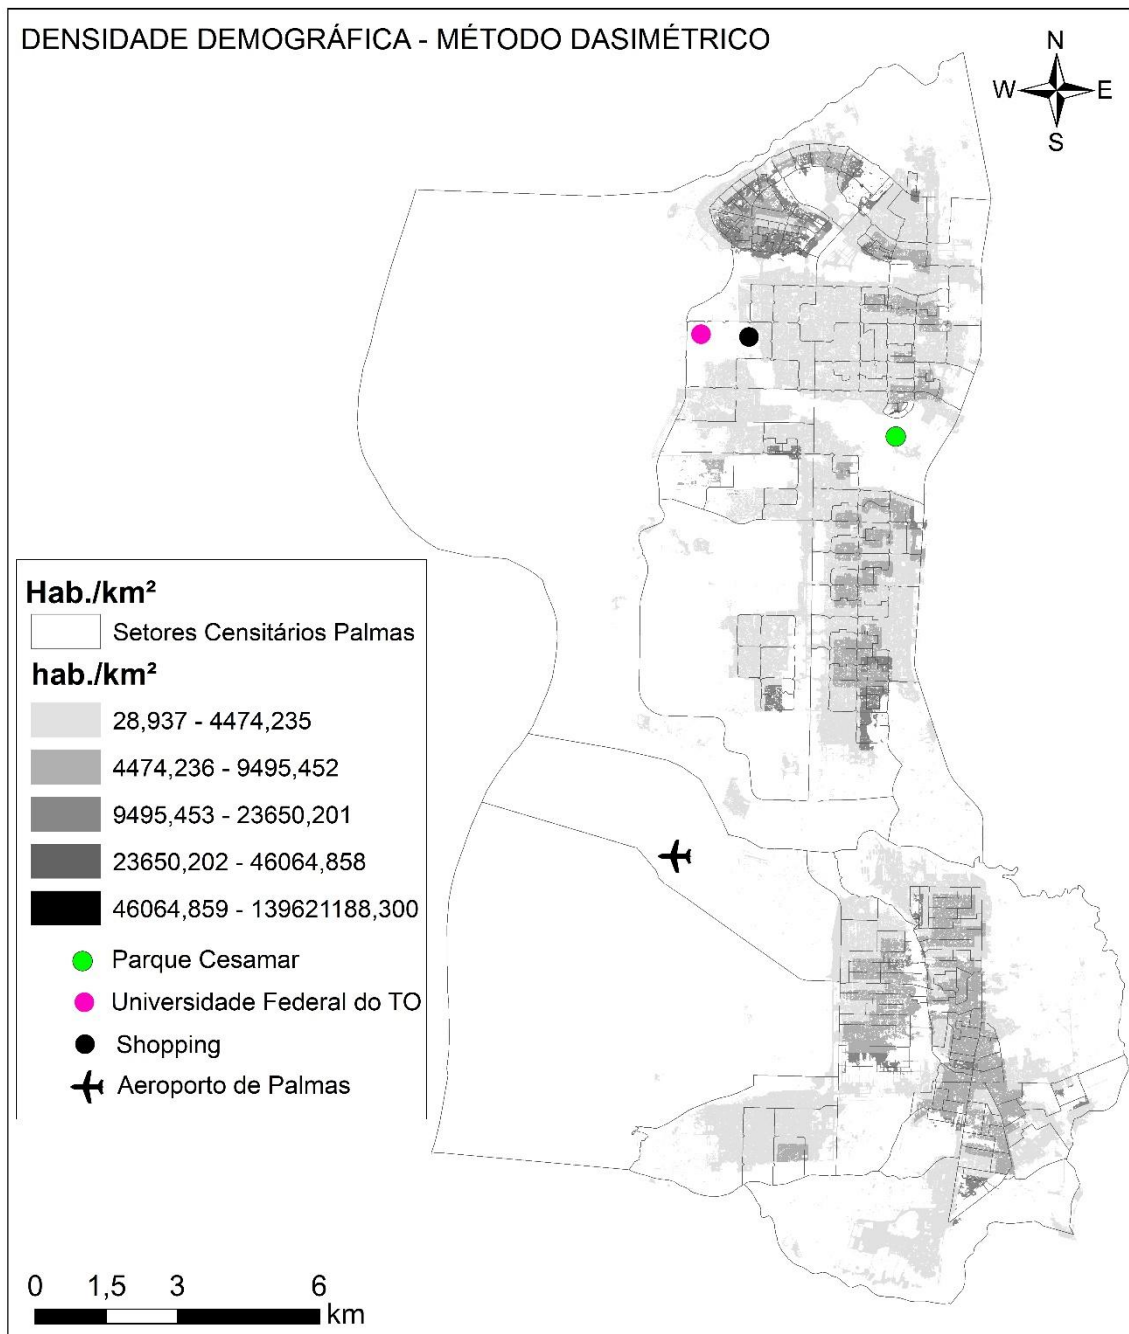 DENSIDADE DEMOGRÁFICA - MÉTODO DASIMÉTRICO
N
W E
S
Hab./km²
Setores Censitários Palmas
hab./km²
28,937 - 4474,235
4474,236 - 9495,452
9495,453 - 23650,201
23650,202 - 46064,858
46064,859 - 139621188,300
Parque Cesamar
Universidade Federal do TO
Shopping
Aeroporto de Palmas
0 1,5 3 6
km